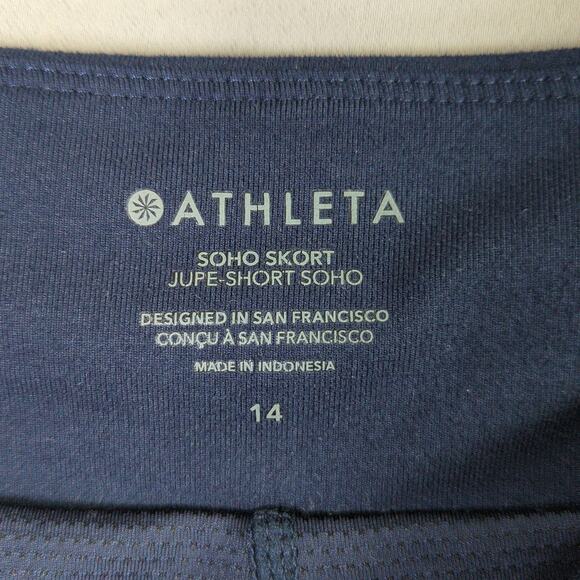 ATHLETA
SOHO SKORT
JUPE-SHORT SOHO
DESIGNED IN SAN FRANCISCO
CONÇU À SAN FRANCISCO
MADE IN INDONESIA
14